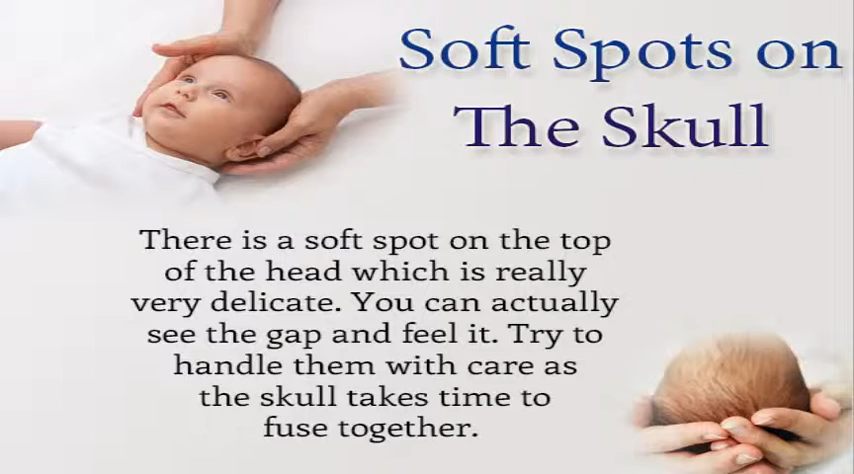 Soft Spots on
The Skull
There is a soft spot on the top
of the head which is really
very delicate. You can actually
see the gap and feel it. Try to
handle them with care as
the skull takes time to
fuse together.